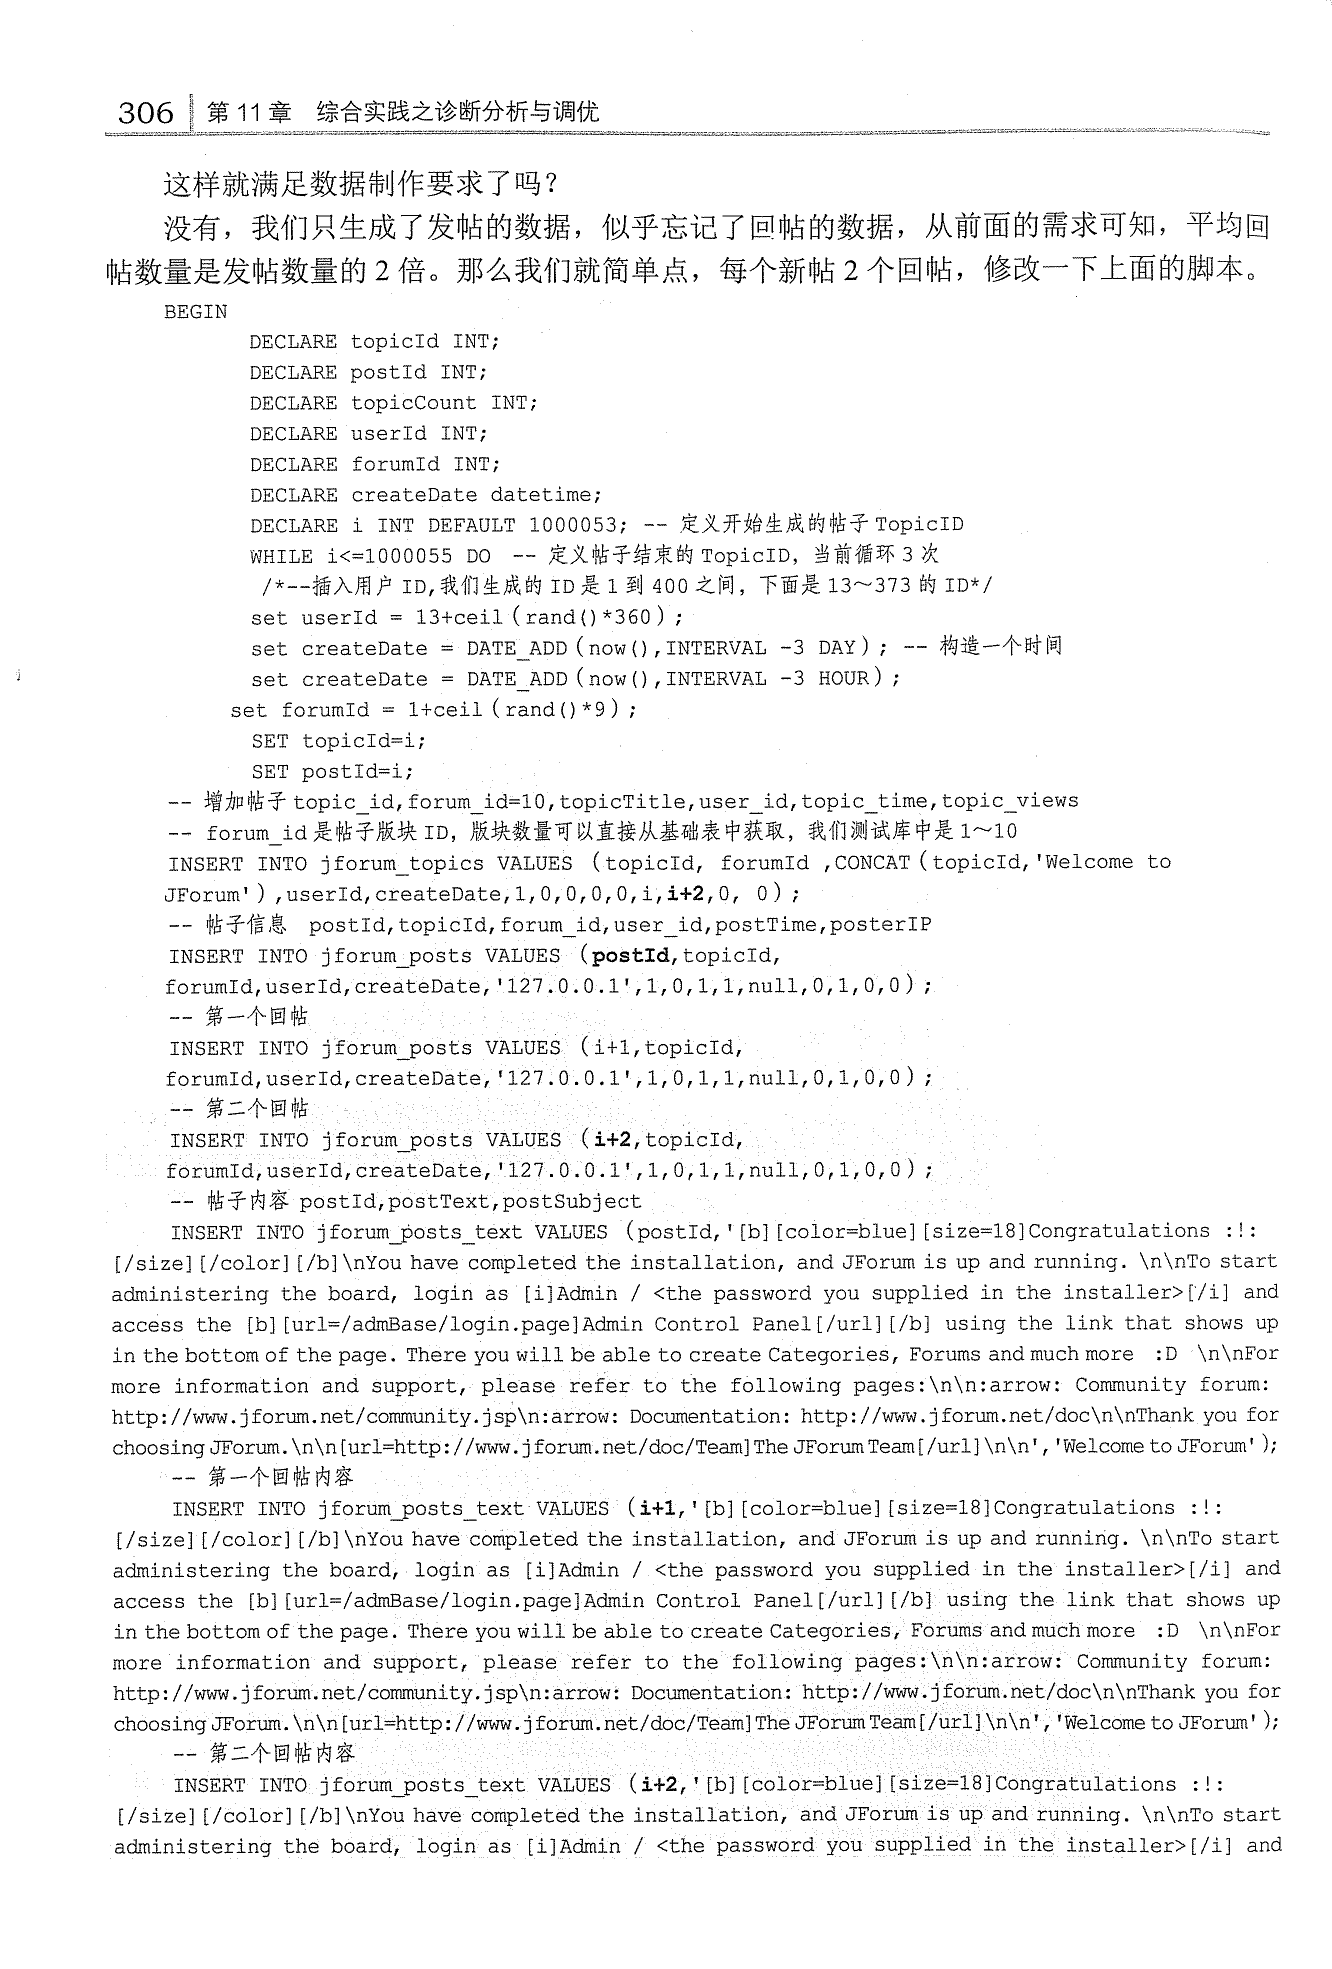 306 第 11 章 综合实践之诊断分析与调优
这样就满足数据制作要求了吗？
没有，我们只生成了发帖的数据，似乎忘记了回帖的数据，从前面的需求可知，平均回
帖数量是发帖数量的 2 倍。那么我们就简单点，每个新帖 2 个回帖，修改一下上面的脚本。
BEGIN
DECLARE topicId INT;
DECLARE postId INT;
DECLARE topicCount INT;
DECLARE userId INT;
DECLARE forumId INT;
DECLARE createDate datetime;
DECLARE i INT DEFAULT 1000053; -- 定义开始生成的帖子 TopicID
WHILE i<=1000055 DO -- 定义帖子结束的 TopicID，当前循环 3 次
/*--插入用户 ID,我们生成的 ID 是 1 到 400 之间，下面是 13～373 的 ID*/
set userId = 13+ceil(rand()*360);
set createDate = DATE_ADD(now(),INTERVAL -3 DAY); -- 构造一个时间
set createDate = DATE_ADD(now(),INTERVAL -3 HOUR);
set forumId = 1+ceil(rand()*9);
SET topicId=i;
SET postId=i;
-- 增加帖子 topic_id,forum_id=10,topicTitle,user_id,topic_time,topic_views
-- forum_id 是帖子版块 ID，版块数量可以直接从基础表中获取，我们测试库中是 1～10
INSERT INTO jforum_topics VALUES (topicId, forumId ,CONCAT(topicId,'Welcome to
JForum'),userId,createDate,1,0,0,0,0,i,i+2,0, 0);
-- 帖子信息 postId,topicId,forum_id,user_id,postTime,posterIP
INSERT INTO jforum_posts VALUES (postId,topicId,
forumId,userId,createDate,'127.0.0.1',1,0,1,1,null,0,1,0,0);
-- 第一个回帖
INSERT INTO jforum_posts VALUES (i+1,topicId,
forumId,userId,createDate,'127.0.0.1',1,0,1,1,null,0,1,0,0);
-- 第二个回帖
INSERT INTO jforum_posts VALUES (i+2,topicId,
forumId,userId,createDate,'127.0.0.1',1,0,1,1,null,0,1,0,0);
-- 帖子内容 postId,postText,postSubject
INSERT INTO jforum_posts_text VALUES (postId,'[b][color=blue][size=18]Congratulations :!:
[/size][/color][/b]\nYou have completed the installation, and JForum is up and running. \n\nTo start
administering the board, login as [i]Admin / <the password you supplied in the installer>[/i] and
access the [b][url=/admBase/login.page]Admin Control Panel[/url][/b] using the link that shows up
in the bottom of the page. There you will be able to create Categories, Forums and much more :D \n\nFor
more information and support, please refer to the following pages:\n\n:arrow: Community forum:
http://www.jforum.net/community.jsp\n:arrow: Documentation: http://www.jforum.net/doc\n\nThank you for
choosing JForum.\n\n[url=http://www.jforum.net/doc/Team]The JForum Team[/url]\n\n','Welcome to JForum');
-- 第一个回帖内容
INSERT INTO jforum_posts_text VALUES (i+1,'[b][color=blue][size=18]Congratulations :!:
[/size][/color][/b]\nYou have completed the installation, and JForum is up and running. \n\nTo start
administering the board, login as [i]Admin / <the password you supplied in the installer>[/i] and
access the [b][url=/admBase/login.page]Admin Control Panel[/url][/b] using the link that shows up
in the bottom of the page. There you will be able to create Categories, Forums and much more :D \n\nFor
more information and support, please refer to the following pages:\n\n:arrow: Community forum:
http://www.jforum.net/community.jsp\n:arrow: Documentation: http://www.jforum.net/doc\n\nThank you for
choosing JForum.\n\n[url=http://www.jforum.net/doc/Team]The JForum Team[/url]\n\n','Welcome to JForum');
-- 第二个回帖内容
INSERT INTO jforum_posts_text VALUES (i+2,'[b][color=blue][size=18]Congratulations :!:
[/size][/color][/b]\nYou have completed the installation, and JForum is up and running. \n\nTo start
administering the board, login as [i]Admin / <the password you supplied in the installer>[/i] and